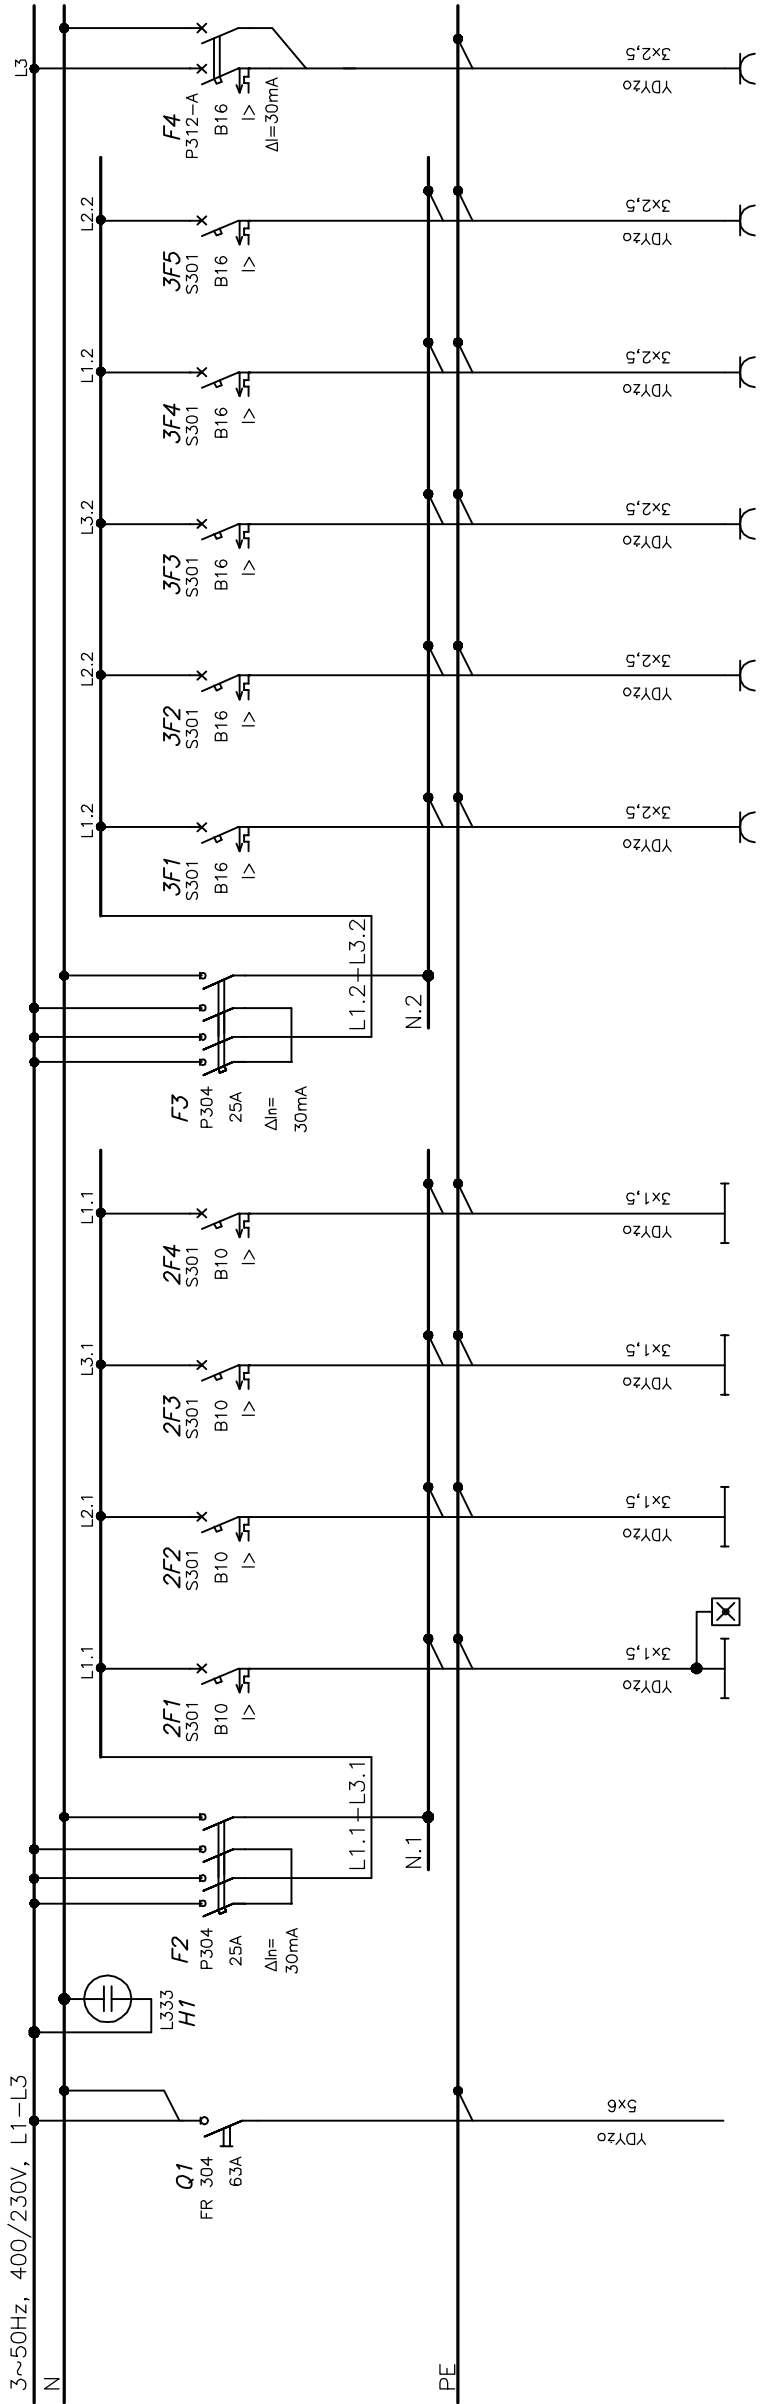 3~50Hz, 400/230V, L1-L3
N
PE
Q1
FR 304
63A
YDYżo
5x6
L333
H1
F2
P304
25A
ΔIn=
30mA
L1.1-L3.1
N.1
L1.1
2F1
S301
B10
I>
YDYżo
3x1,5
L2.1
2F2
S301
B10
I>
YDYżo
3x1,5
L3.1
2F3
S301
B10
I>
YDYżo
3x1,5
L1.1
2F4
S301
B10
I>
YDYżo
3x1,5
F3
P304
25A
ΔIn=
30mA
L1.2-L3.2
N.2
L1.2
3F1
S301
B16
I>
YDYżo
3x2,5
L2.2
3F2
S301
B16
I>
YDYżo
3x2,5
L3.2
3F3
S301
B16
I>
YDYżo
3x2,5
L1.2
3F4
S301
B16
I>
YDYżo
3x2,5
L2.2
3F5
S301
B16
I>
YDYżo
3x2,5
L3
F4
P312-A
B16
I>
ΔI=30mA
YDYżo
3x2,5